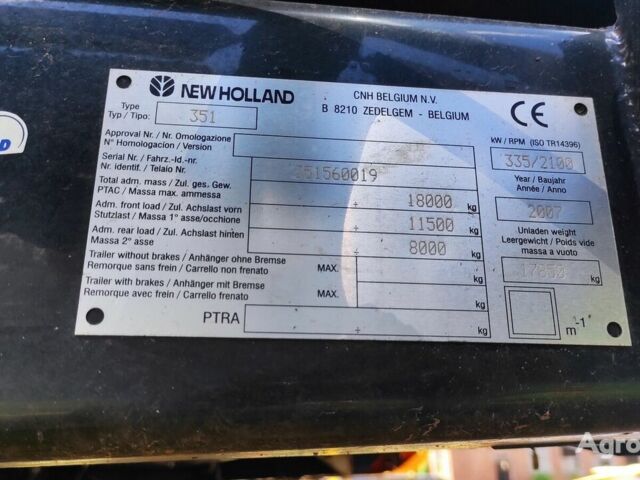 NEW HOLLAND
CNH BELGIUM N.V.
B 8210 ZEDELGEM - BELGIUM
CE
Type
Typ / Tipo:
351
Approval Nr. / Nr. Omologazione
N° Homologacion / Version
Serial Nr. / Fahrz.-Id.-nr.
Nr. identif. / Telaio Nr.
351560019
Total adm. mass / Zul. ges. Gew.
PTAC / Massa max. ammessa
÷ 18000 kg
Adm. front load / Zul. Achslast vorn
Stutzlast / Massa 1° asse/occhione
÷ 11500 kg
Adm. rear load / Zul. Achslast hinten
Massa 2° asse
÷ 8000 kg
Trailer without brakes / Anhänger ohne Bremse
Remorque sans frein / Carrello non frenato
MAX. ÷ kg
Trailer with brakes / Anhänger mit Bremse
Remorque avec frein / Carrello frenato
MAX. ÷ kg
PTRA ÷ kg
kW / RPM (ISO TR14396)
335/2100
Year / Baujahr
Année / Anno
2007
Unladen weight
Leergewicht / Poids vide
massa a vuoto
kg
m-1
Agro